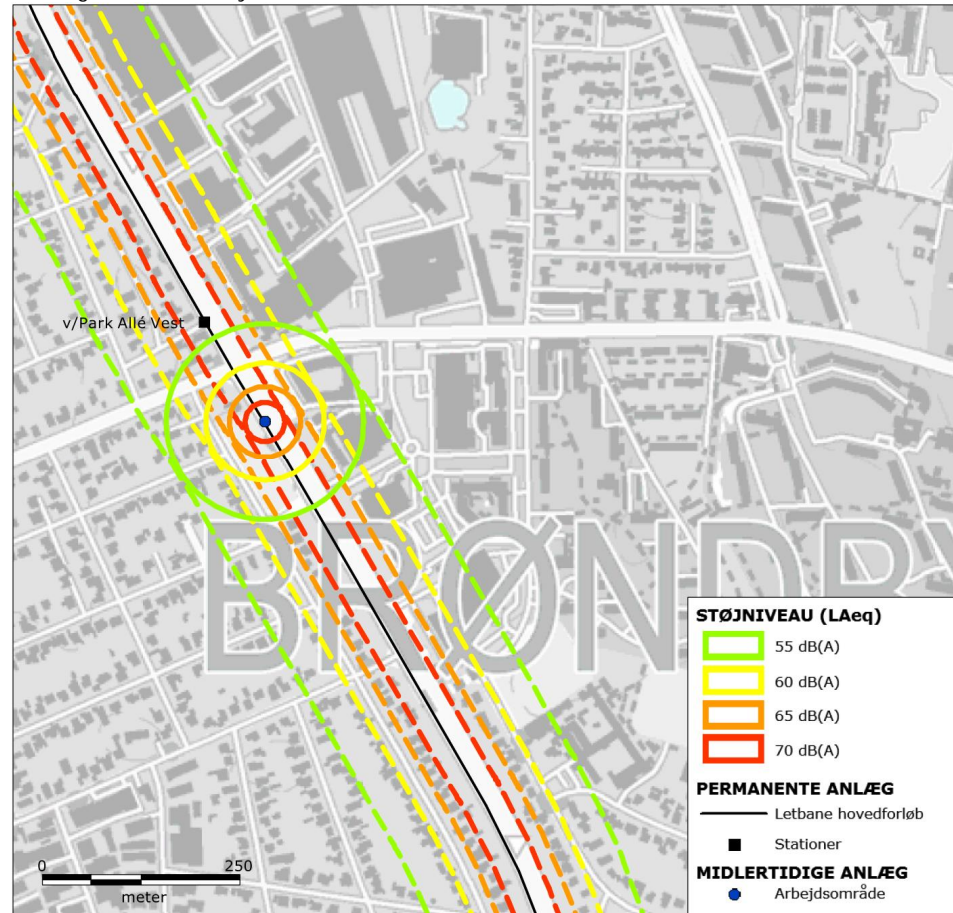 v/Park Allé Vest
BRØNDBY
STØJNIVEAU (LAeq)
55 dB(A)
60 dB(A)
65 dB(A)
70 dB(A)
PERMANENTE ANLÆG
Letbane hovedforløb
Stationer
MIDLERTIDIGE ANLÆG
Arbejdsområde
0 250
meter